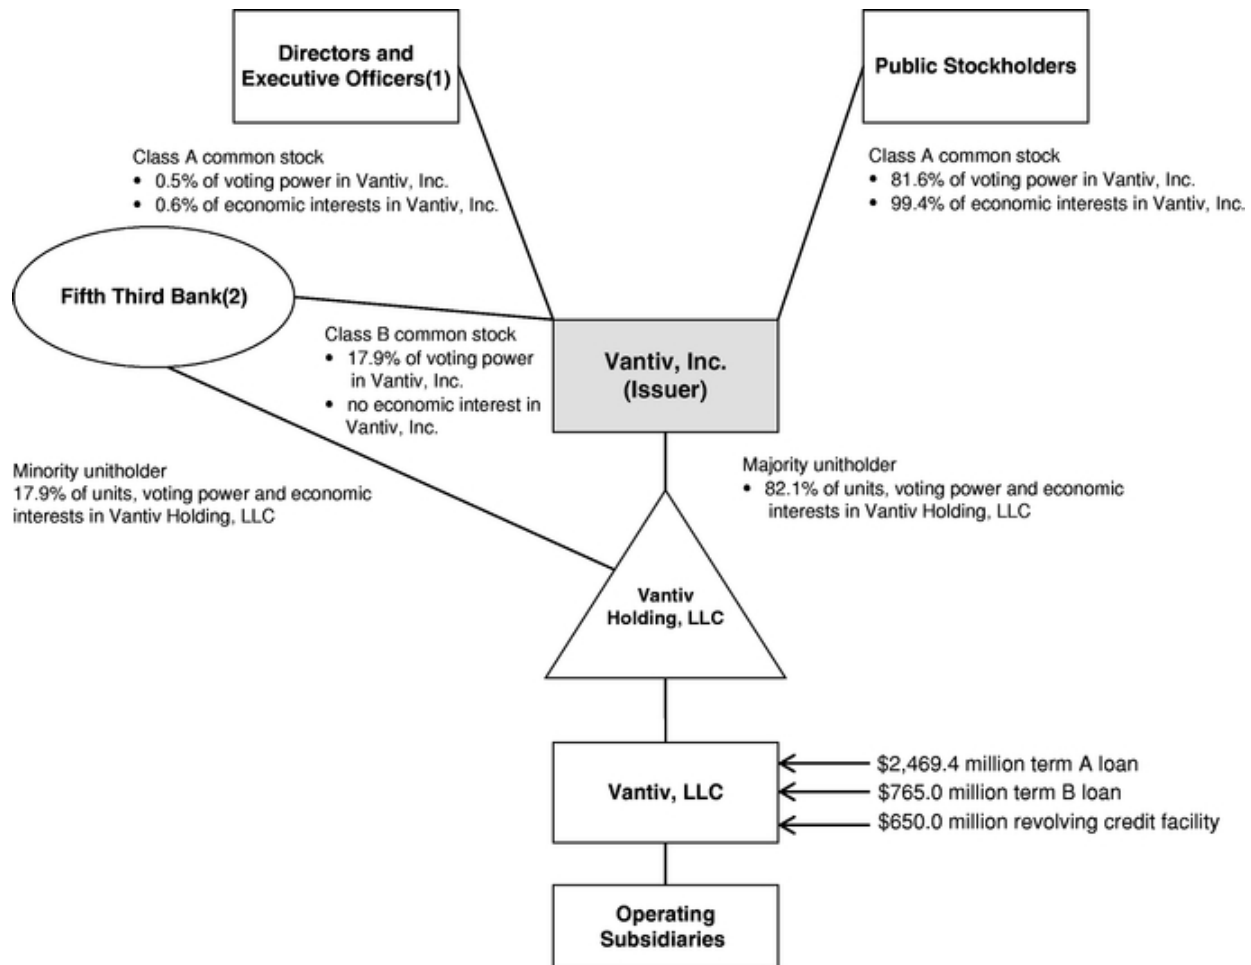 Directors and
Executive Officers(1)
Public Stockholders
Class A common stock
• 0.5% of voting power in Vantiv, Inc.
• 0.6% of economic interests in Vantiv, Inc.
Class A common stock
• 81.6% of voting power in Vantiv, Inc.
• 99.4% of economic interests in Vantiv, Inc.
Fifth Third Bank(2)
Class B common stock
• 17.9% of voting power
in Vantiv, Inc.
• no economic interest in
Vantiv, Inc.
Vantiv, Inc.
(Issuer)
Minority unitholder
17.9% of units, voting power and economic
interests in Vantiv Holding, LLC
Majority unitholder
• 82.1% of units, voting power and economic
interests in Vantiv Holding, LLC
Vantiv
Holding, LLC
Vantiv, LLC
$2,469.4 million term A loan
$765.0 million term B loan
$650.0 million revolving credit facility
Operating
Subsidiaries